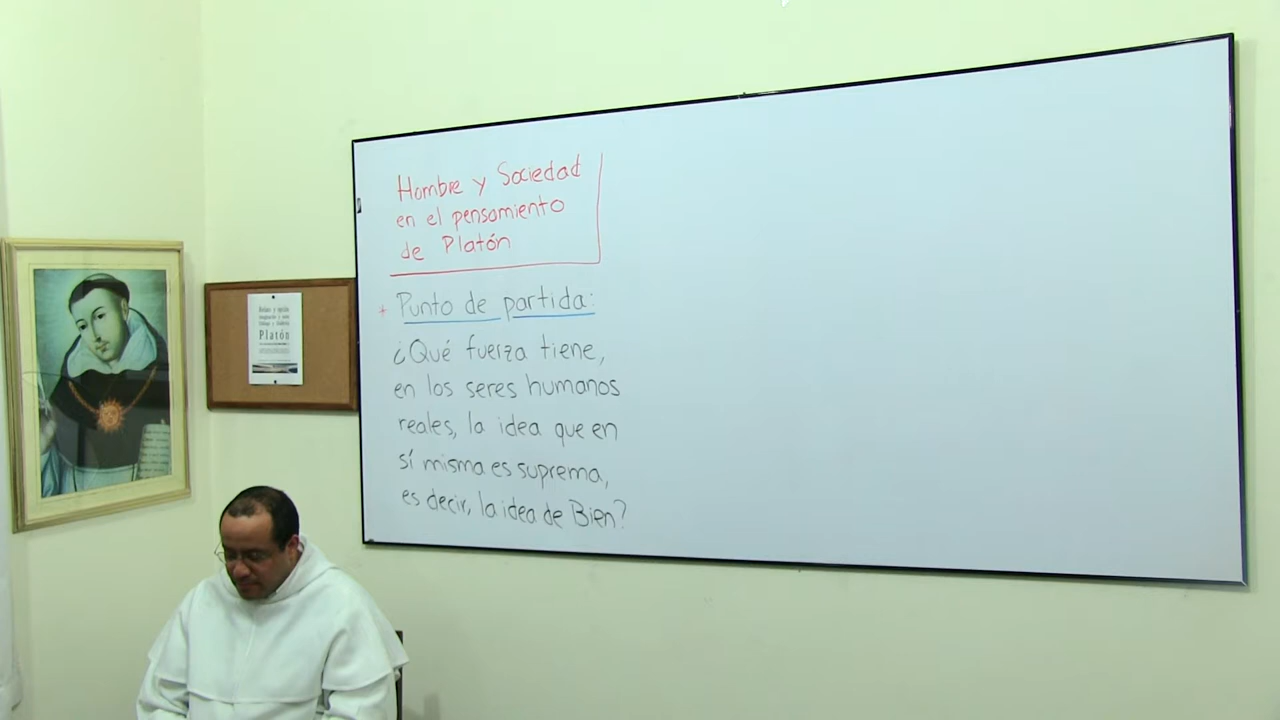 Hombre y Sociedad
en el pensamiento
de Platón
* Punto de partida:
¿Qué fuerza tiene,
en los seres humanos
reales, la idea que en
sí misma es suprema,
es decir, la idea de Bien?
Platón